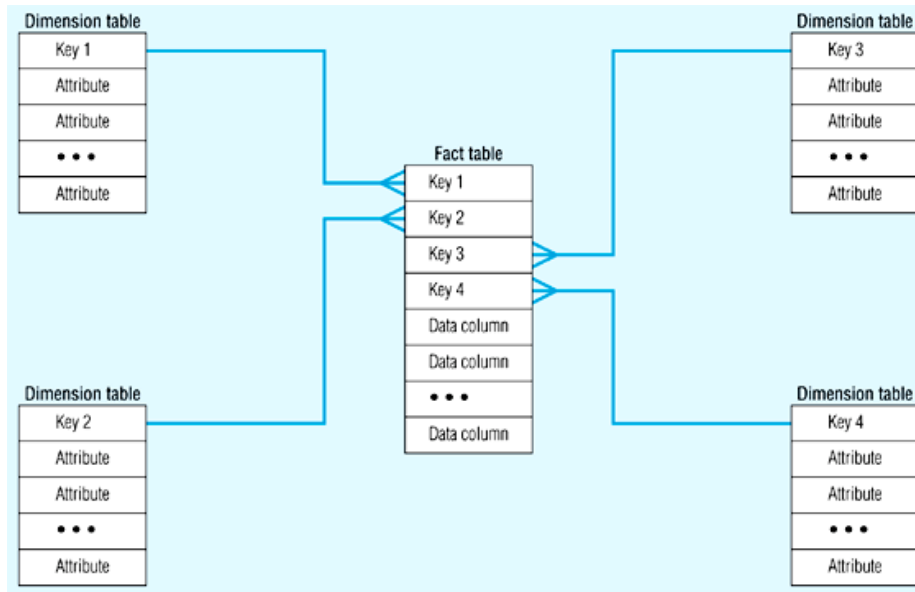 Dimension table
Key 1
Attribute
Attribute
• • •
Attribute
Dimension table
Key 3
Attribute
Attribute
• • •
Attribute
Fact table
Key 1
Key 2
Key 3
Key 4
Data column
Data column
• • •
Data column
Dimension table
Key 2
Attribute
Attribute
• • •
Attribute
Dimension table
Key 4
Attribute
Attribute
• • •
Attribute